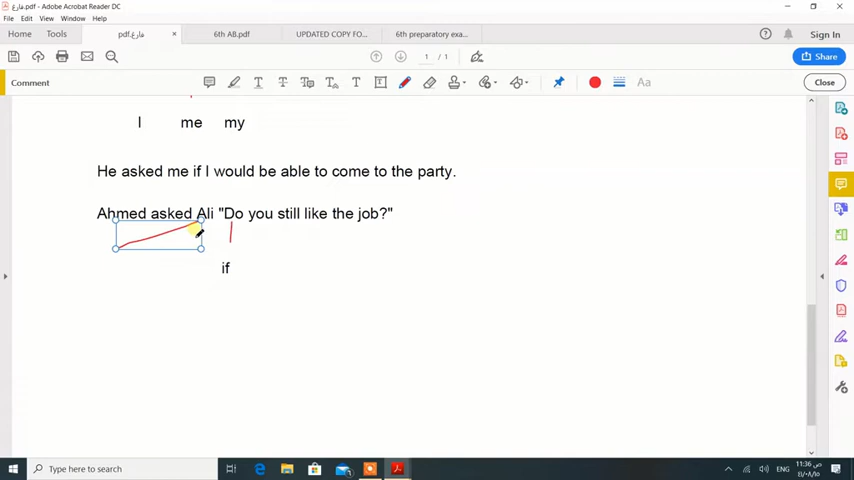 فارغ.pdf - Adobe Acrobat Reader DC
File Edit View Window Help
Home Tools فارغ.pdf × 6th AB.pdf UPDATED COPY FO... 6th preparatory exa... Sign In
1 / 1 Share
Comment Aa Close
I me my
He asked me if I would be able to come to the party.
Ahmed asked Ali "Do you still like the job?"
if
Type here to search ENG
11:36 ص